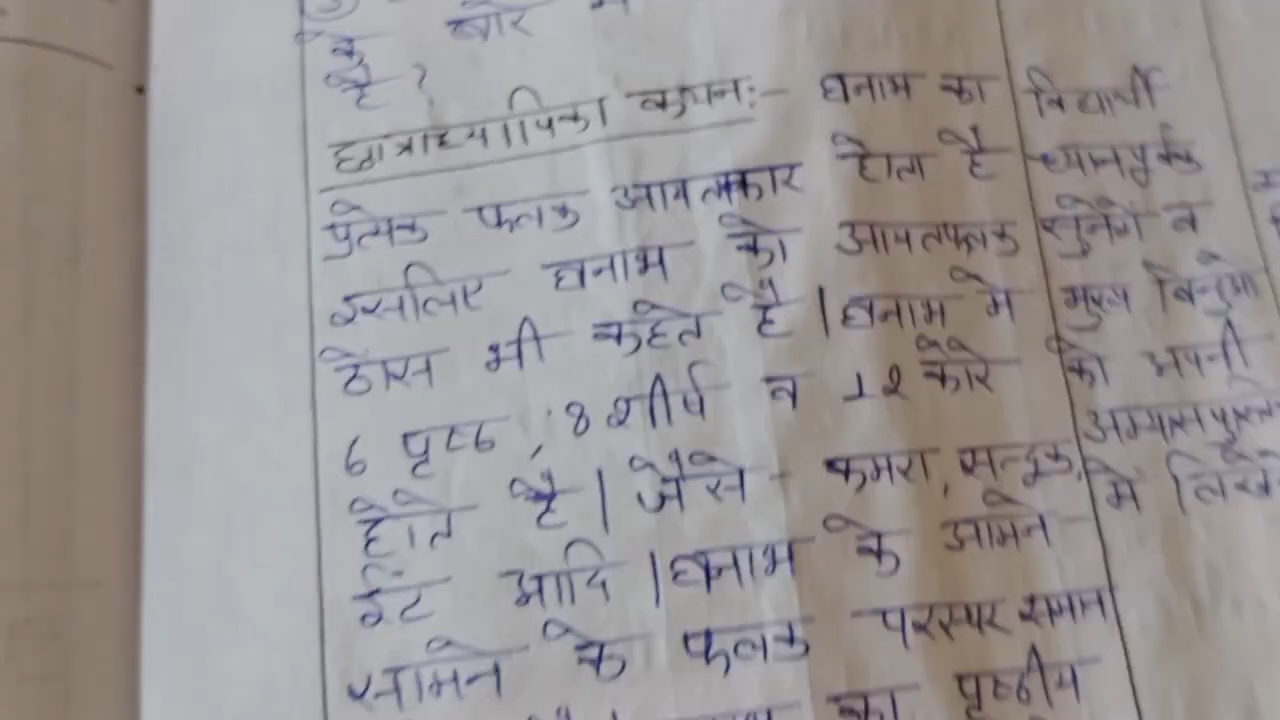 के बारे में
है?
छात्राध्यापिका कथन:- घनाभ का
प्रत्येक फलक आयताकार होता है
इसलिए घनाभ को आयतफलक
ठोस भी कहते है । घनाभ मे
6 पृष्ठ, 8 शीर्ष व 12 कोरे
होते है । जैसे - कमरा, सन्दूक,
ईंट आदि । घनाभ के आमने
सामने के फलक परस्पर समान
का पृष्ठीय
विद्यार्थी
ध्यानपूर्वक
सुनेगे व
मुख्य बिन्दुओ
को अपनी
अभ्यासपुस्ति
मे लिखे